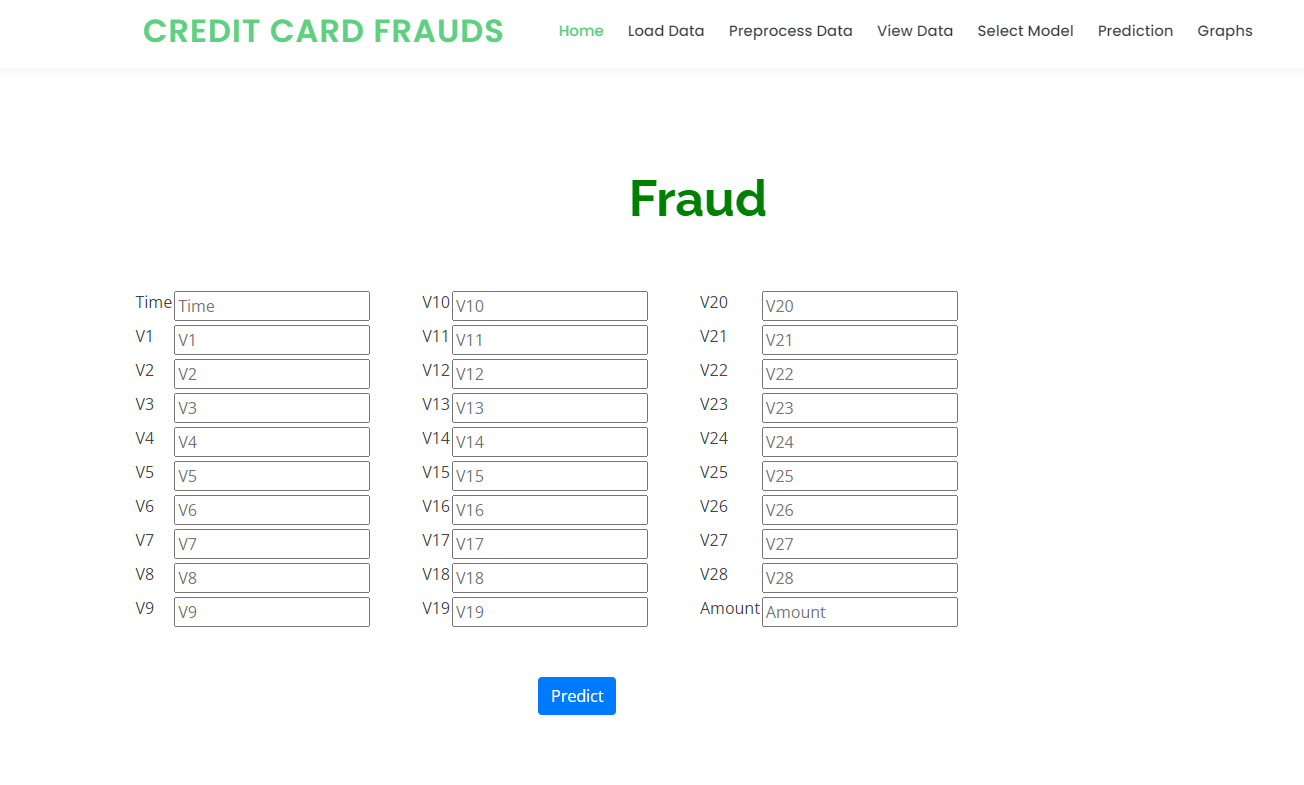 CREDIT CARD FRAUDS Home Load Data Preprocess Data View Data Select Model Prediction Graphs
Fraud
Time Time V10 V10 V20 V20
V1 V1 V11 V11 V21 V21
V2 V2 V12 V12 V22 V22
V3 V3 V13 V13 V23 V23
V4 V4 V14 V14 V24 V24
V5 V5 V15 V15 V25 V25
V6 V6 V16 V16 V26 V26
V7 V7 V17 V17 V27 V27
V8 V8 V18 V18 V28 V28
V9 V9 V19 V19 Amount Amount
Predict